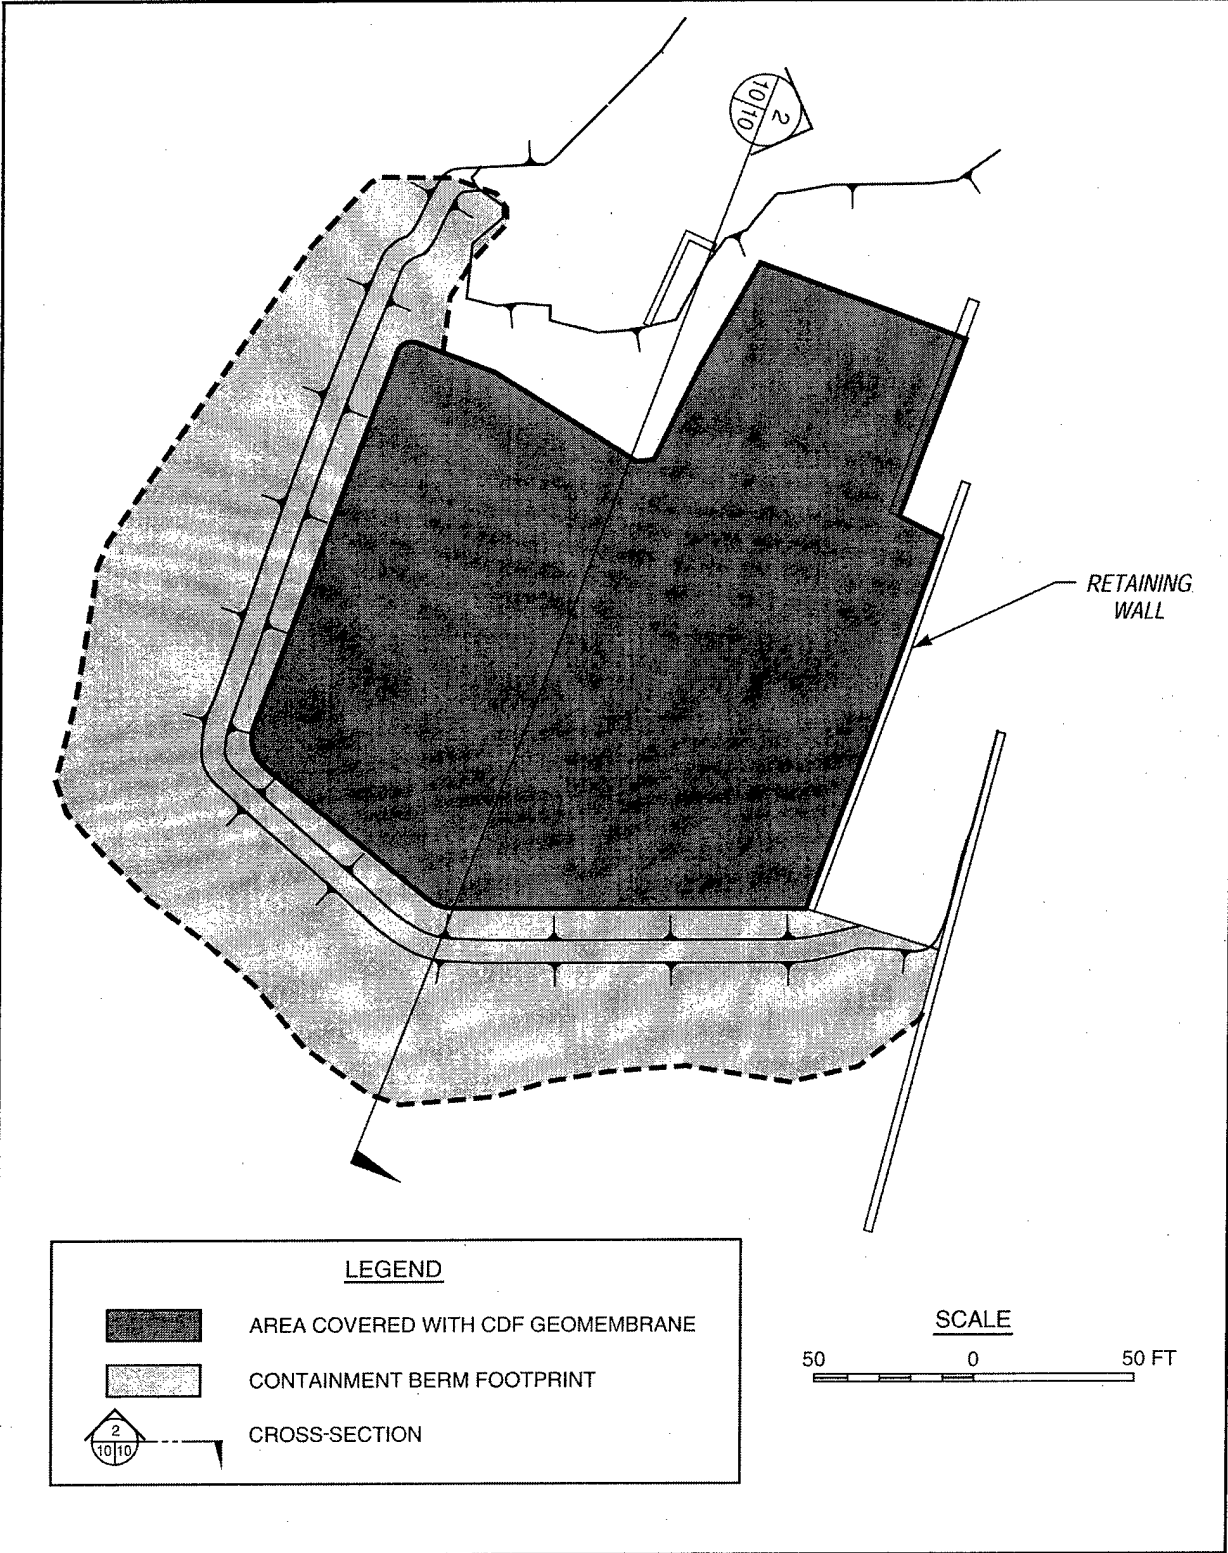 2
10 10
RETAINING
WALL
LEGEND
AREA COVERED WITH CDF GEOMEMBRANE
CONTAINMENT BERM FOOTPRINT
2
10 10
CROSS-SECTION
SCALE
50 0 50 FT